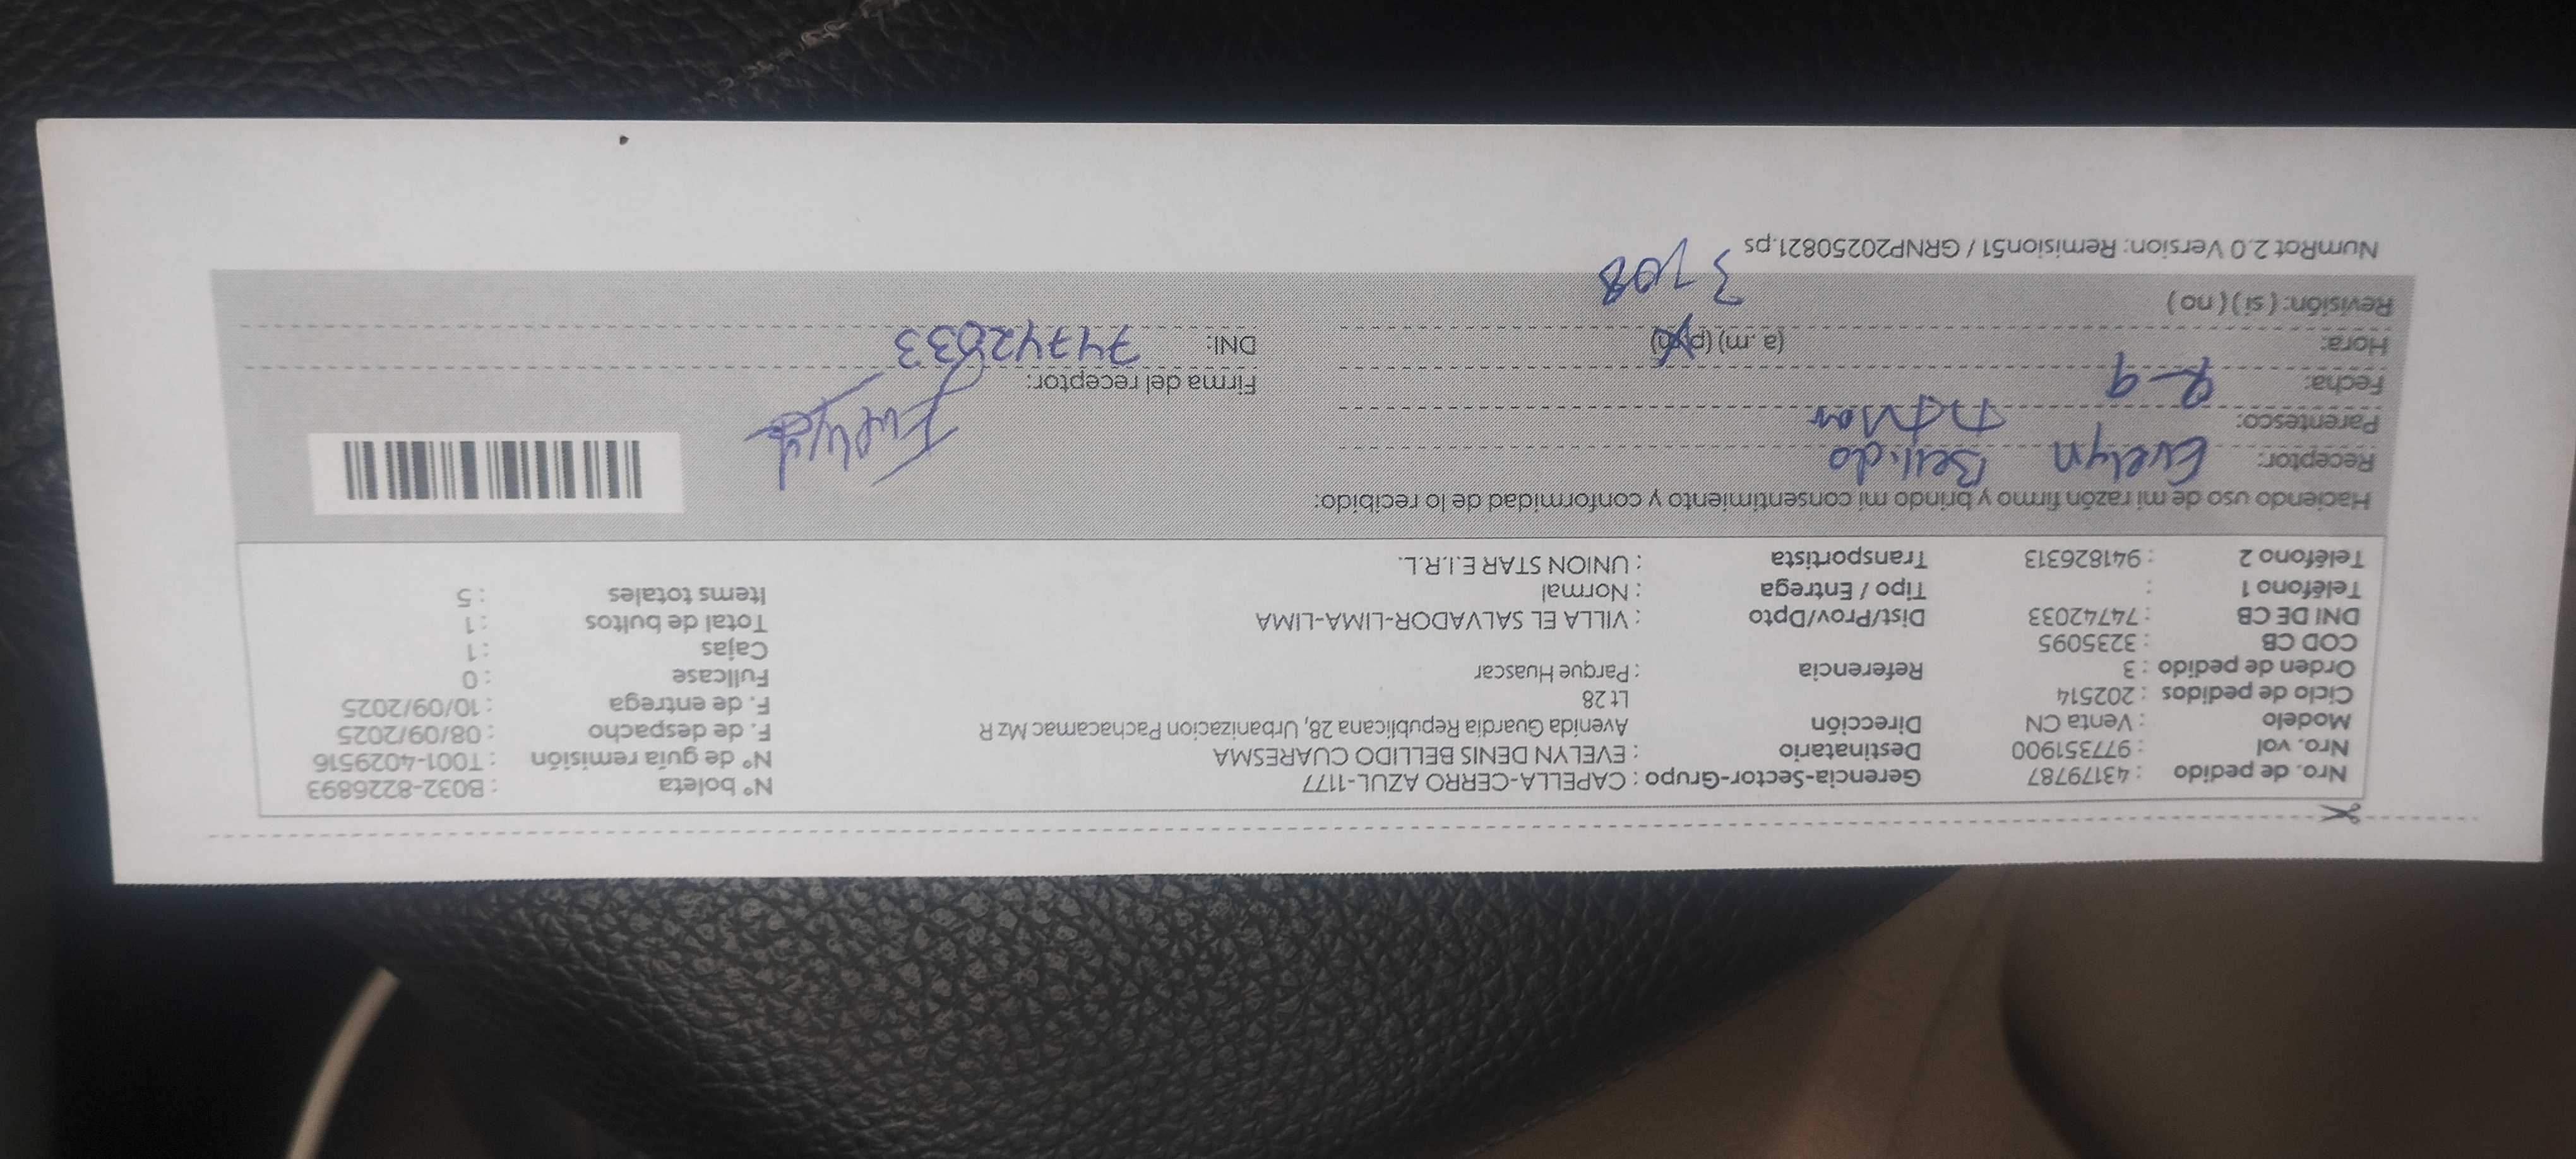 Nro. de pedido : 43179787 Gerencia-Sector-Grupo : CAPELLA-CERRO AZUL-1177 N° boleta : B032-8226893
Nro. vol : 977351900 Destinatario : EVELYN DENIS BELLIDO CUARESMA N° de guía remisión : T001-4029516
Modelo : Venta CN Dirección Avenida Guardia Republicana 28, Urbanizacion Pachacamac Mz R F. de despacho : 08/09/2025
Ciclo de pedidos : 202514 Lt 28 F. de entrega : 10/09/2025
Orden de pedido : 3 Referencia : Parque Huascar Fullcase : 0
COD CB : 3235095 Cajas : 1
DNI DE CB : 74742033 Dist/Prov/Dpto : VILLA EL SALVADOR-LIMA-LIMA Total de bultos : 1
Teléfono 1 : Tipo / Entrega : Normal Items totales : 5
Teléfono 2 : 941826313 Transportista : UNION STAR E.I.R.L.
Haciendo uso de mi razón firmo y brindo mi consentimiento y conformidad de lo recibido:
Receptor: Evelyn Bellido
Parentesco: titular
Fecha: 9 Firma del receptor: Evelyn
Hora: (a .m) (p.m) DNI: 74742033
Revisión: ( si ) ( no ) 3
NumRot 2.0 Version: Remision51 / GRNP20250821.ps